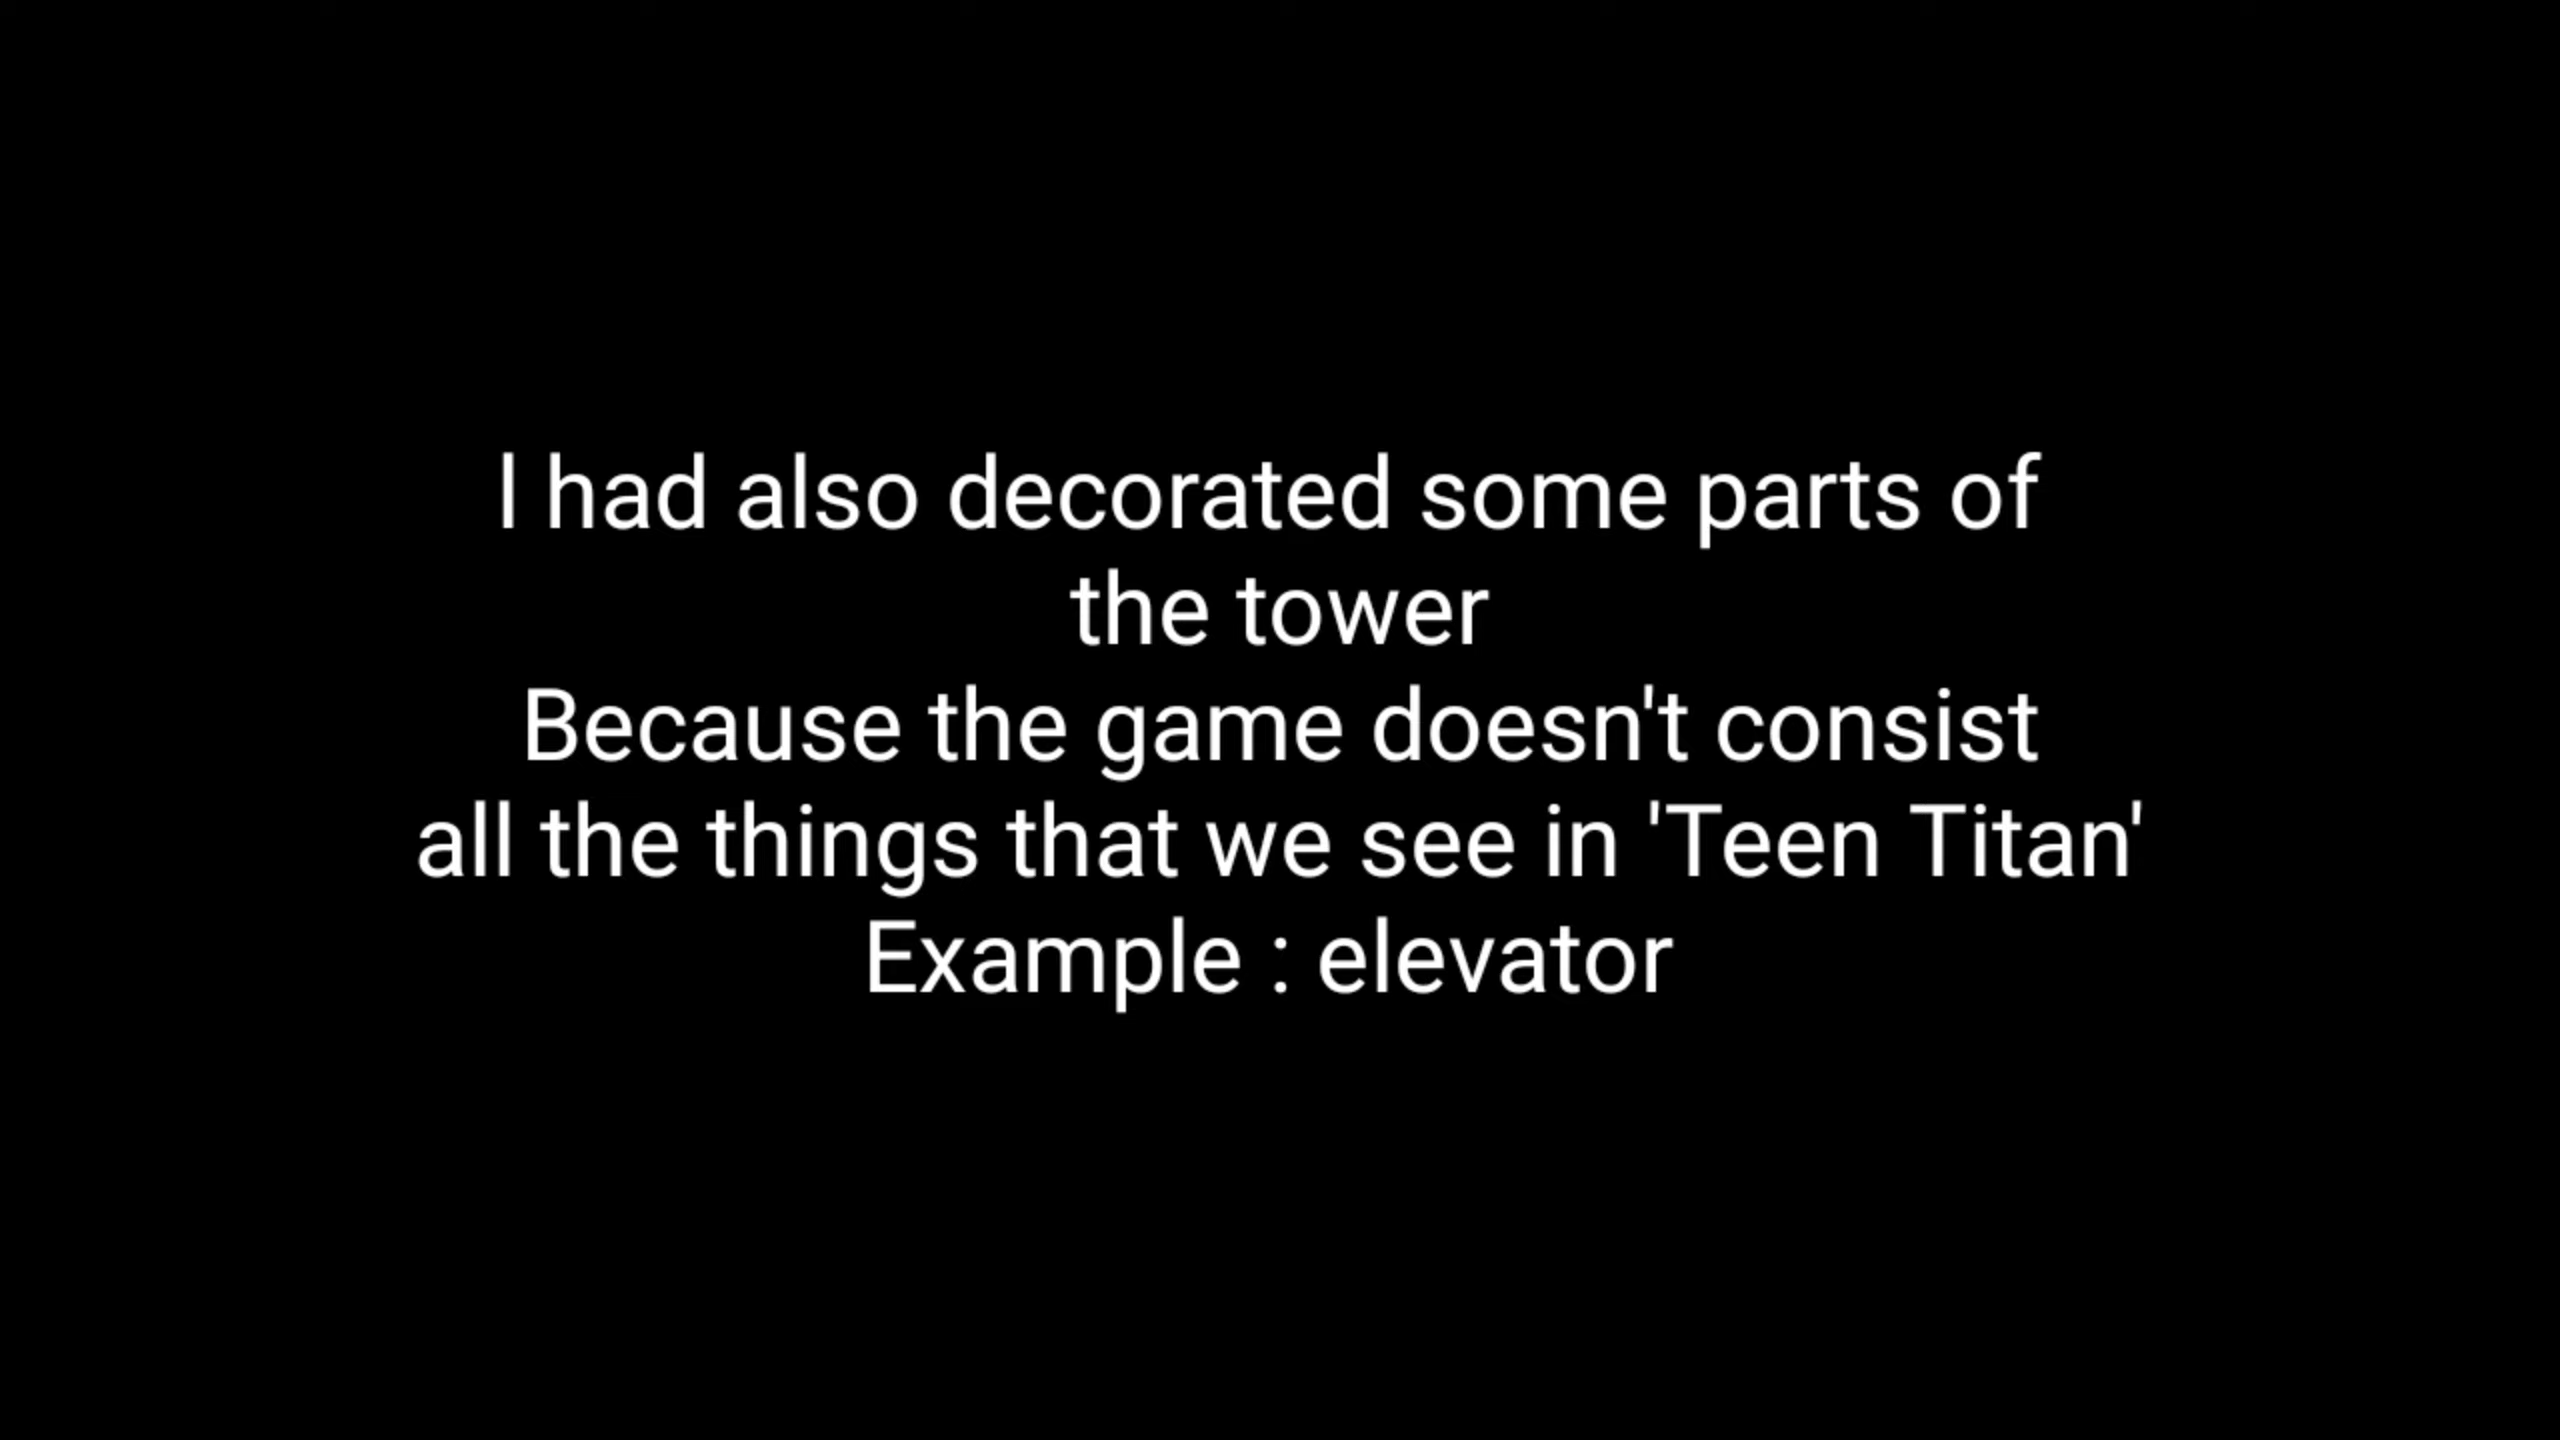 I had also decorated some parts of
the tower
Because the game doesn't consist
all the things that we see in 'Teen Titan'
Example : elevator